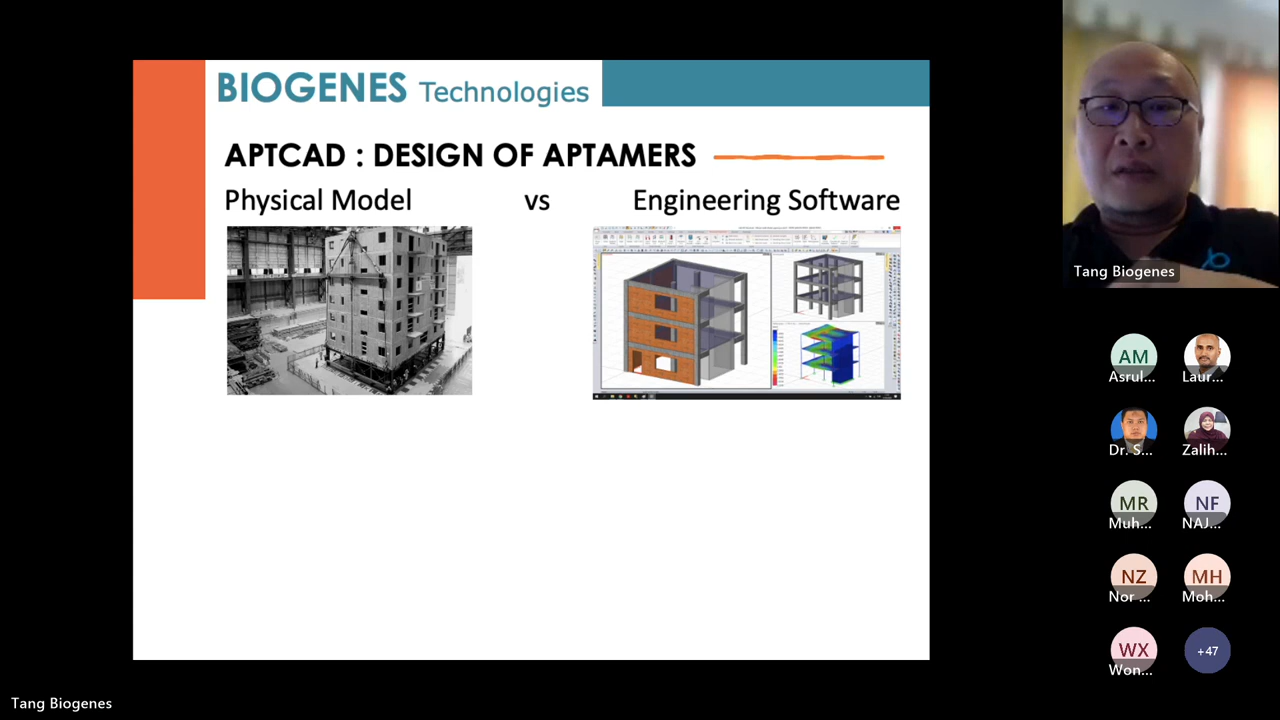 BIOGENES Technologies
APTCAD : DESIGN OF APTAMERS
Physical Model vs Engineering Software
Tang Biogenes
AM
Asrul...
Laur...
Dr. S...
Zalih...
MR
Muh...
NF
NAJ...
NZ
Nor ...
MH
Moh...
WX
Won...
+47
Tang Biogenes